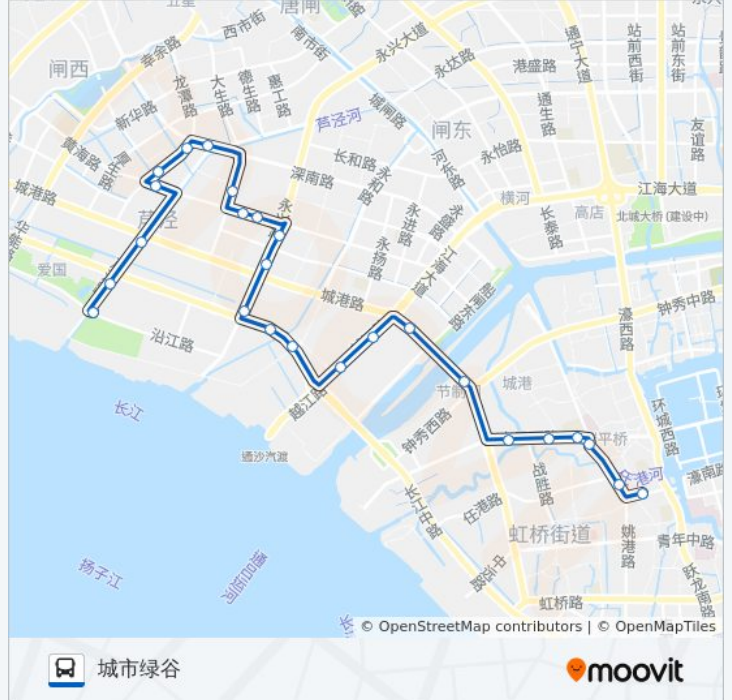 唐闸
西市街
南市街
幸余路
闸西
龙潭路
大生路
德生路
惠工路
永兴大道
永达路
港盛路
通宁大道
站前西街
站前东街
新华路
城闸路
芦泾河
闸东
通生路
友谊路
黄海路
长和路
永和路
河东路
永怡路
深南路
城港路
横河
江海大道
高店
北城大桥 (建设中)
芦泾
永进路
永盛路
江海大道
长泰路
永扬路
爱国
城港路
船闸东路
钟秀中路
濠西路
沿江路
城港
越江路
长江
环城西路
钟秀西路
平桥
通沙汽渡
战胜路
任港河
濠南路
任港路
长江中路
虹桥街道
姚港路
青年中路
扬子江
跃龙南路
虹桥路
© OpenStreetMap contributors | © OpenMapTiles
城市绿谷
moovit